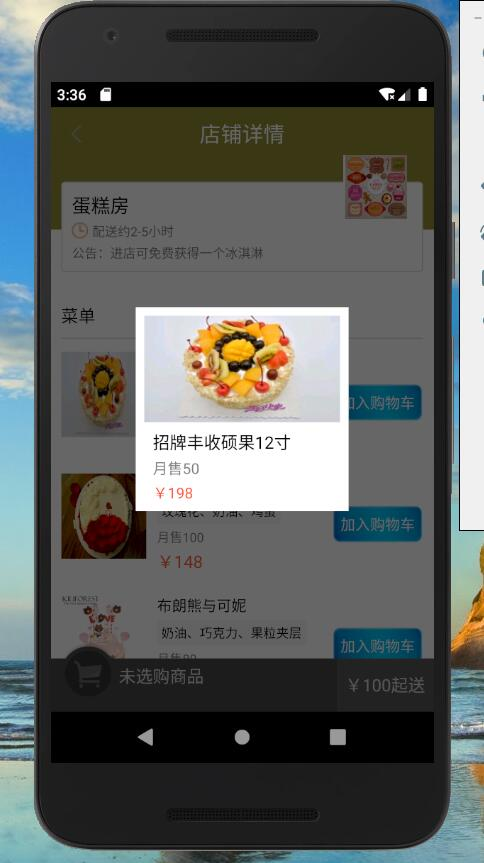 3:36
店铺详情
蛋糕房
配送约2-5小时
公告：进店可免费获得一个冰淇淋
菜单
加入购物车
招牌丰收硕果12寸
月售50
￥198
玫瑰花、奶油、鸡蛋
月售100
￥148
加入购物车
布朗熊与可妮
奶油、巧克力、果粒夹层
加入购物车
未选购商品
￥100起送